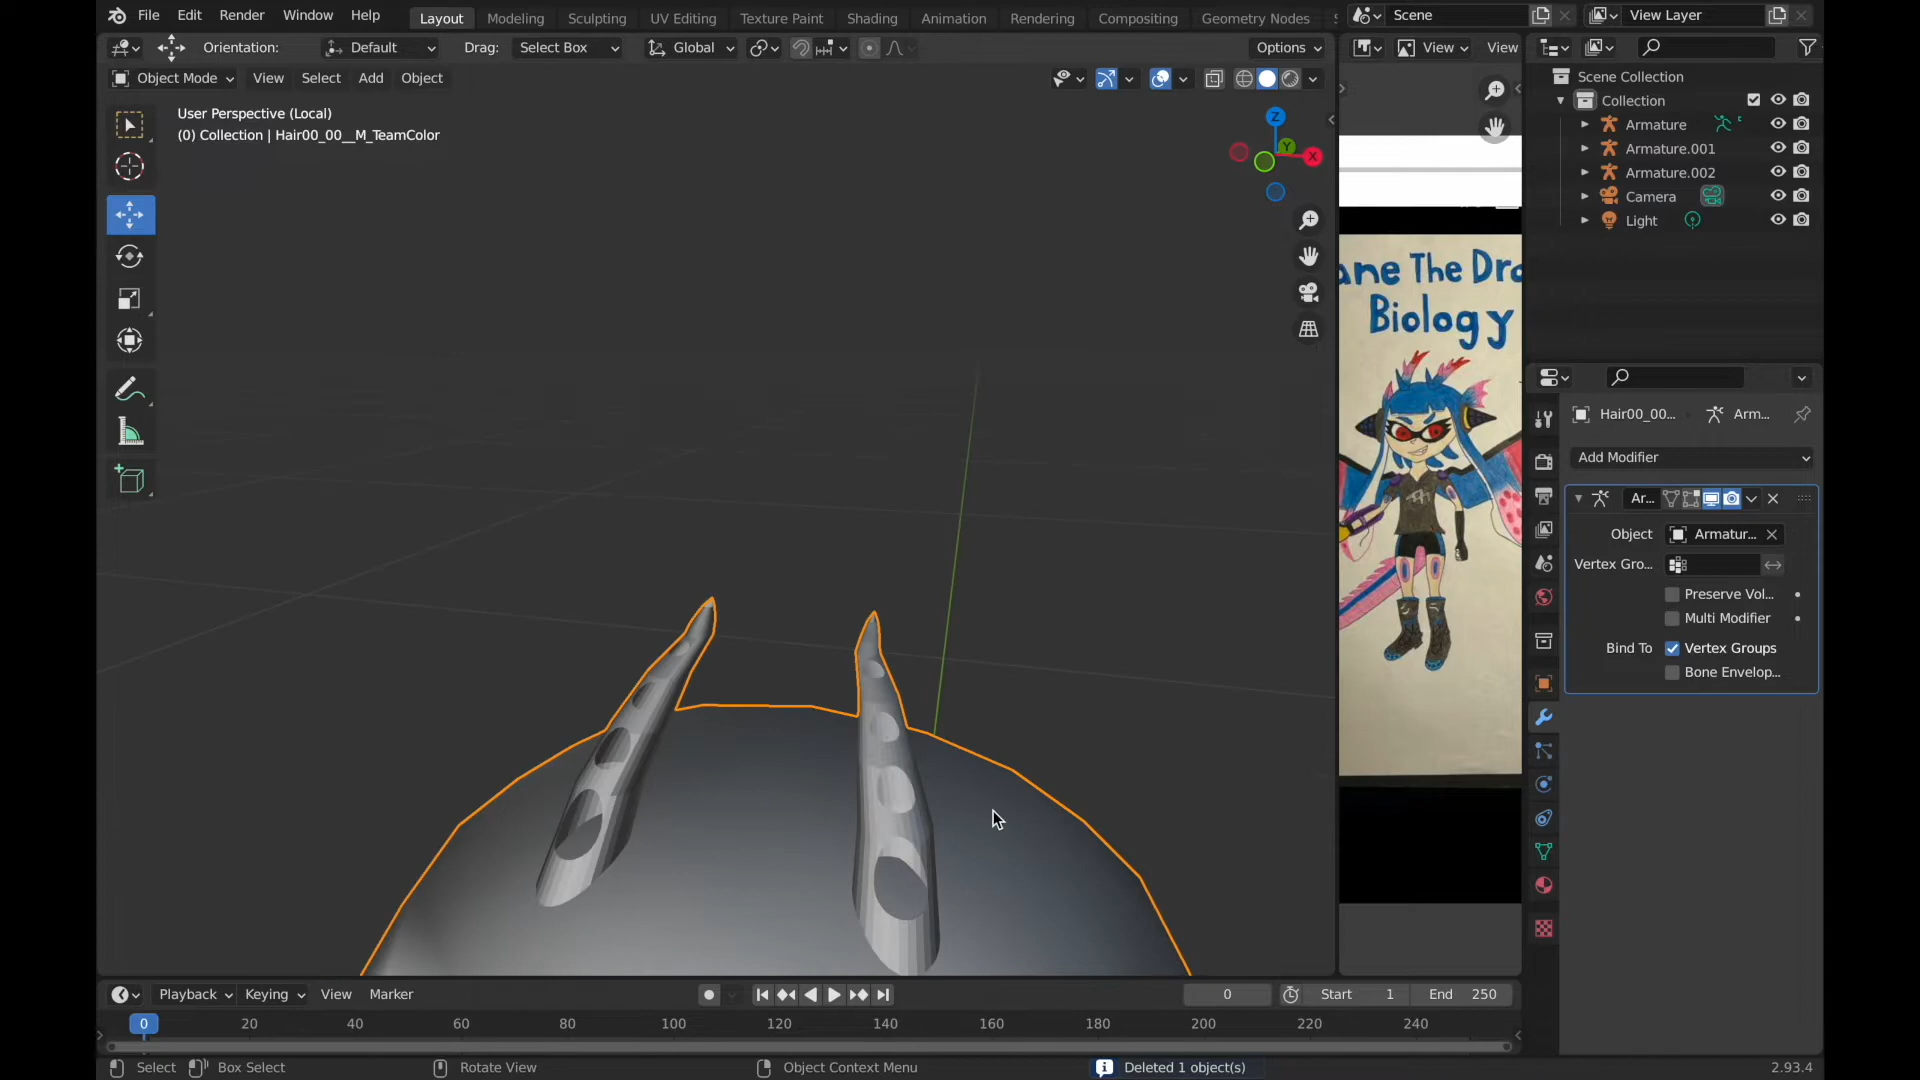 File Edit Render Window Help Layout Modeling Sculpting UV Editing Texture Paint Shading Animation Rendering Compositing Geometry Nodes Scene View Layer
Orientation: Default Drag: Select Box Global Options View View
Object Mode View Select Add Object
User Perspective (Local)
(0) Collection | Hair00_00__M_TeamColor
Z
Y
X
Scene Collection
Collection
Armature
Armature.001
Armature.002
Camera
Light
ane The Dra
Biology
Hair00_00... Arm...
Add Modifier
Ar...
Object Armatur...
Vertex Gro...
Preserve Vol...
Multi Modifier
Bind To Vertex Groups
Bone Envelop...
Playback Keying View Marker 0 Start 1 End 250
0 20 40 60 80 100 120 140 160 180 200 220 240
Select Box Select Rotate View Object Context Menu Deleted 1 object(s) 2.93.4